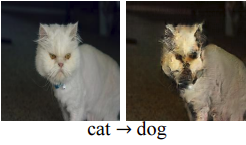 cat → dog